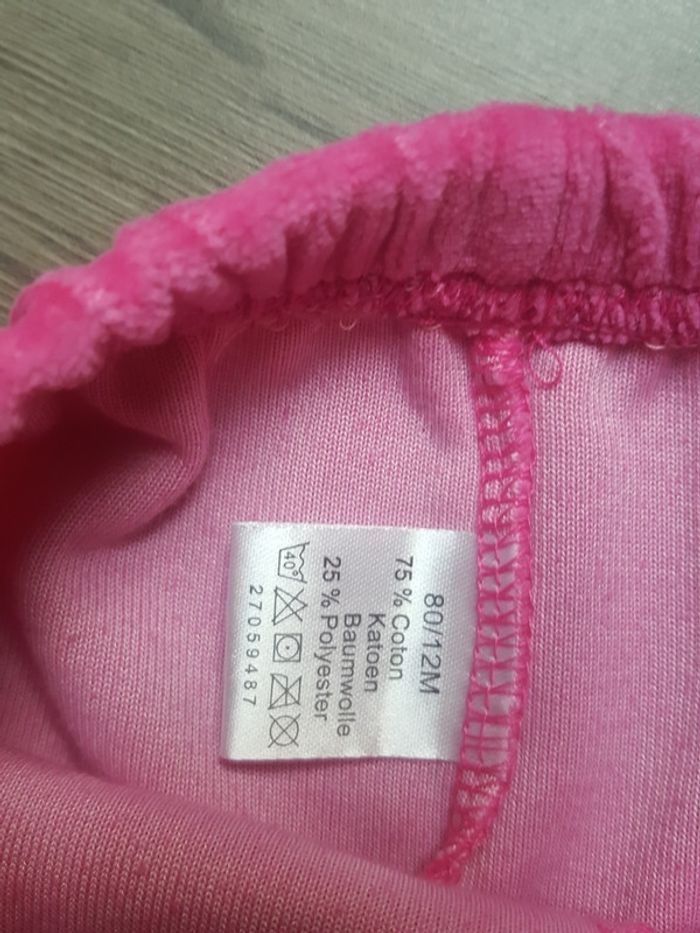 80/12M
75 % Coton
Katoen
Baumwolle
25 % Polyester
40°
27059487